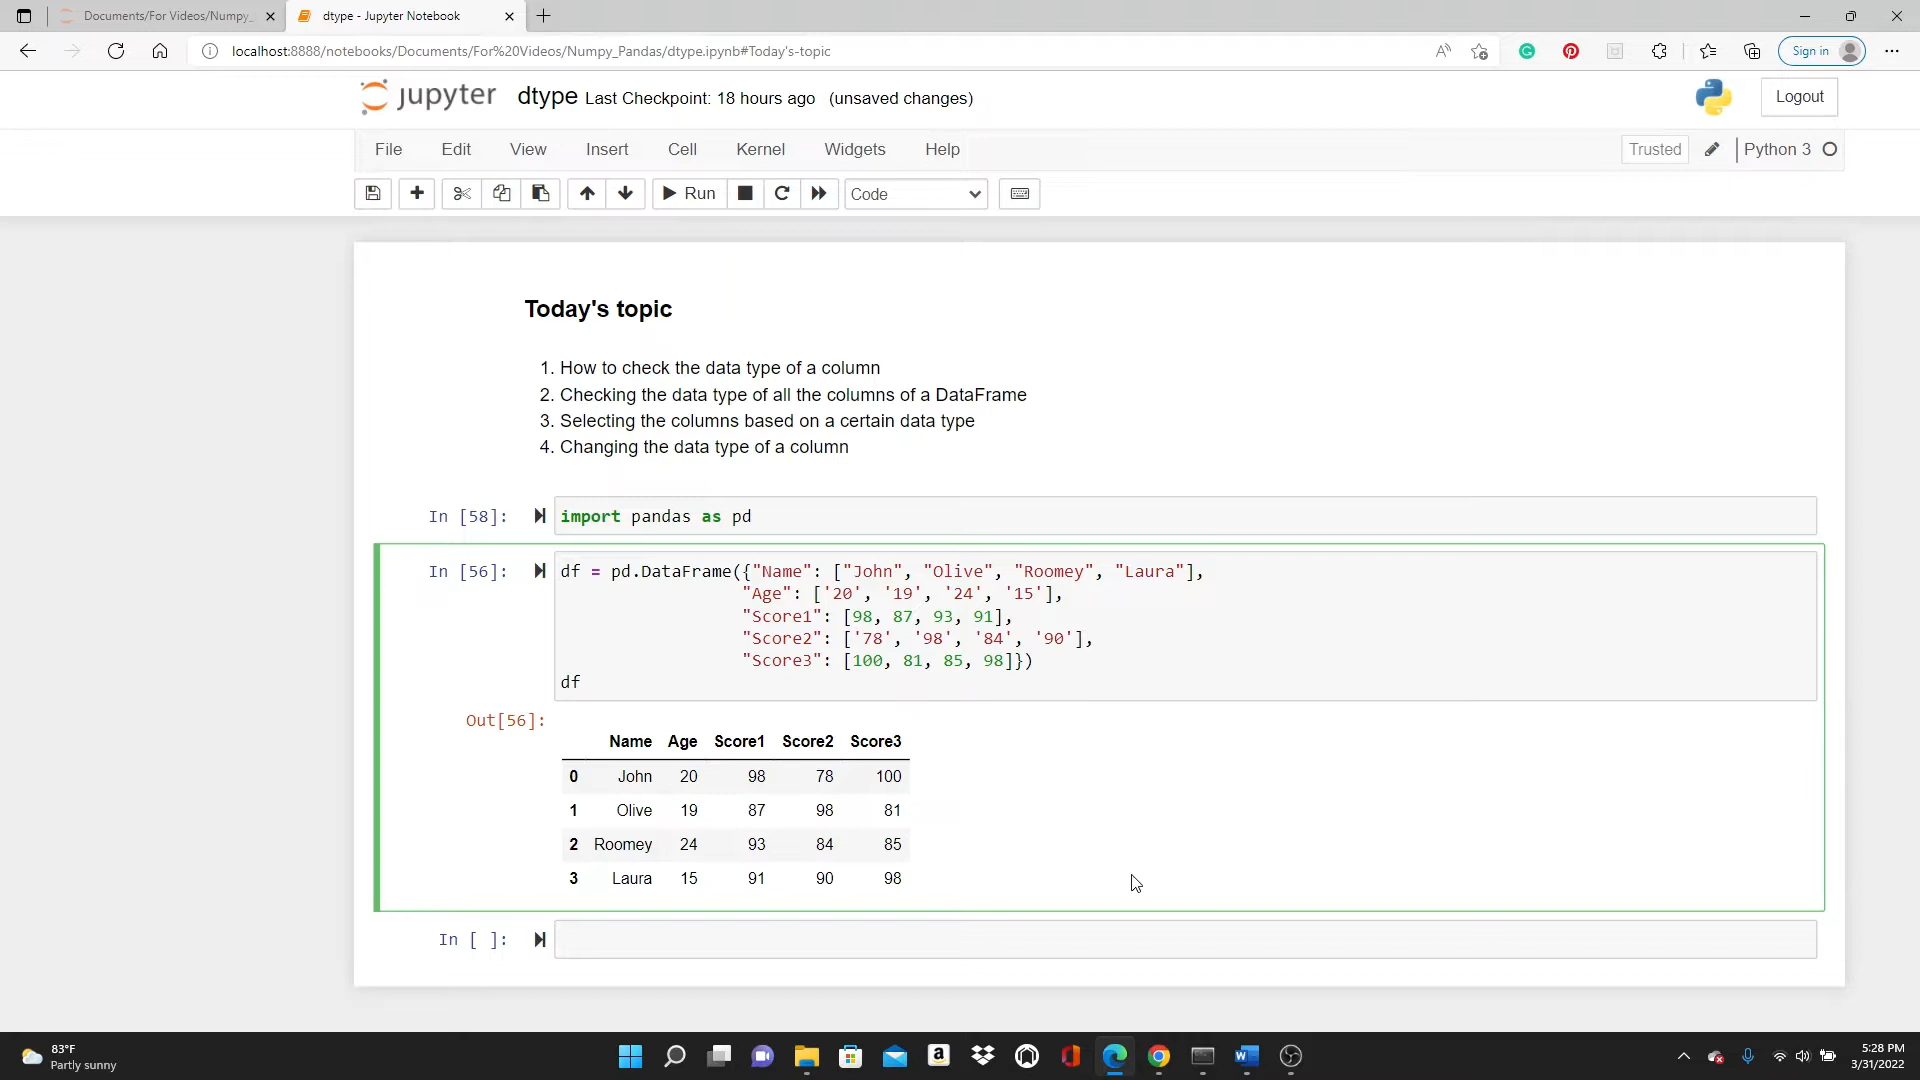 Documents/For Videos/Numpy_
dtype - Jupyter Notebook
localhost:8888/notebooks/Documents/For%20Videos/Numpy_Pandas/dtype.ipynb#Today's-topic
Sign in
jupyter dtype Last Checkpoint: 18 hours ago (unsaved changes)
Logout
File Edit View Insert Cell Kernel Widgets Help
Trusted
Python 3
Run
Code
Today's topic
1. How to check the data type of a column
2. Checking the data type of all the columns of a DataFrame
3. Selecting the columns based on a certain data type
4. Changing the data type of a column
In [58]: import pandas as pd
In [56]: df = pd.DataFrame({"Name": ["John", "Olive", "Roomey", "Laura"],
"Age": ['20', '19', '24', '15'],
"Score1": [98, 87, 93, 91],
"Score2": ['78', '98', '84', '90'],
"Score3": [100, 81, 85, 98]})
df
Out[56]:
Name Age Score1 Score2 Score3
0 John 20 98 78 100
1 Olive 19 87 98 81
2 Roomey 24 93 84 85
3 Laura 15 91 90 98
In [ ]:
83°F
Partly sunny
5:28 PM
3/31/2022